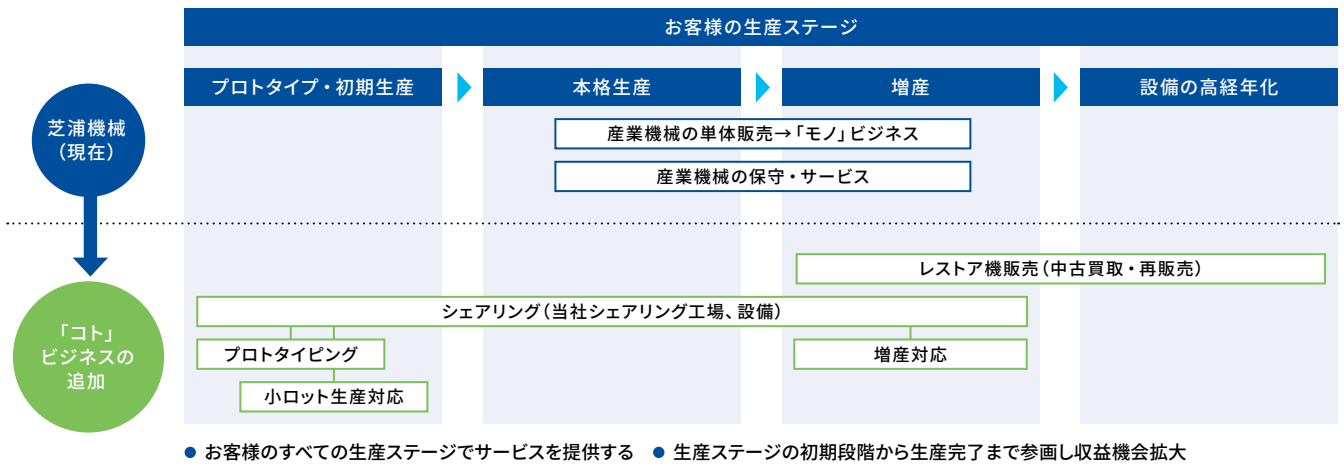 お客様の生産ステージ
プロトタイプ・初期生産
本格生産
増産
設備の高経年化
芝浦機械
（現在）
産業機械の単体販売→「モノ」ビジネス
産業機械の保守・サービス
「コト」
ビジネスの
追加
レストア機販売（中古買取・再販売）
シェアリング（当社シェアリング工場、設備）
プロトタイピング
増産対応
小ロット生産対応
● お客様のすべての生産ステージでサービスを提供する ● 生産ステージの初期段階から生産完了まで参画し収益機会拡大